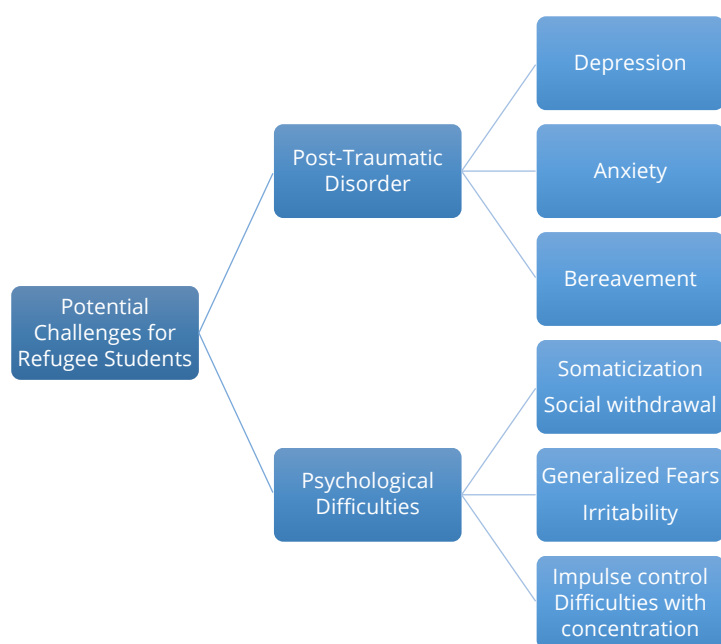 Potential
Challenges for
Refugee Students
Post-Traumatic
Disorder
Depression
Anxiety
Bereavement
Psychological
Difficulties
Somaticization
Social withdrawal
Generalized Fears
Irritability
Impulse control
Difficulties with
concentration